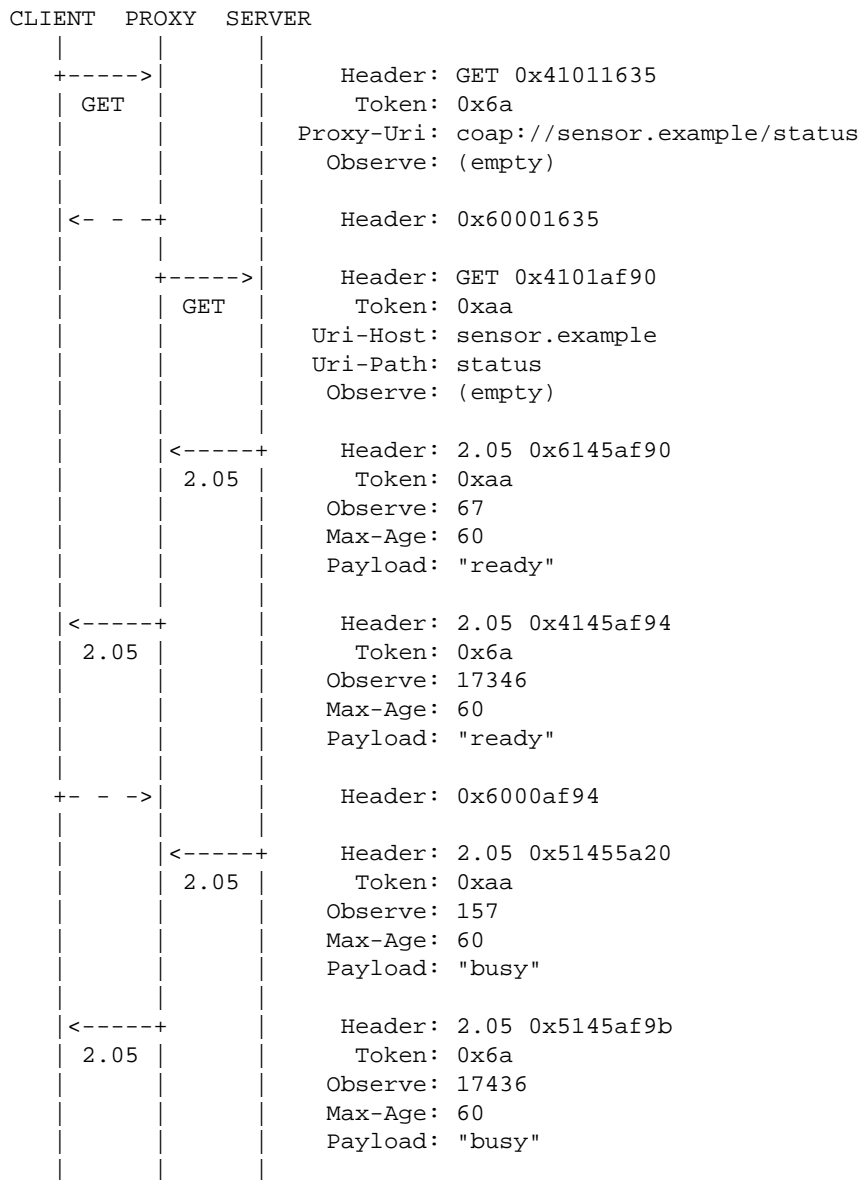 CLIENT  PROXY  SERVER
   |      |      |
   +----->|      |     Header: GET 0x41011635
   | GET  |      |      Token: 0x6a
   |      |      |  Proxy-Uri: coap://sensor.example/status
   |      |      |    Observe: (empty)
   |      |      |
   |<- - -+      |     Header: 0x60001635
   |      |      |
   |      +----->|     Header: GET 0x4101af90
   |      | GET  |      Token: 0xaa
   |      |      |   Uri-Host: sensor.example
   |      |      |   Uri-Path: status
   |      |      |    Observe: (empty)
   |      |      |
   |      |<-----+     Header: 2.05 0x6145af90
   |      | 2.05 |      Token: 0xaa
   |      |      |    Observe: 67
   |      |      |    Max-Age: 60
   |      |      |    Payload: "ready"
   |      |      |
   |<-----+      |     Header: 2.05 0x4145af94
   | 2.05 |      |      Token: 0x6a
   |      |      |    Observe: 17346
   |      |      |    Max-Age: 60
   |      |      |    Payload: "ready"
   |      |      |
   +- - ->|      |     Header: 0x6000af94
   |      |      |
   |      |<-----+     Header: 2.05 0x51455a20
   |      | 2.05 |      Token: 0xaa
   |      |      |    Observe: 157
   |      |      |    Max-Age: 60
   |      |      |    Payload: "busy"
   |      |      |
   |<-----+      |     Header: 2.05 0x5145af9b
   | 2.05 |      |      Token: 0x6a
   |      |      |    Observe: 17436
   |      |      |    Max-Age: 60
   |      |      |    Payload: "busy"
   |      |      |